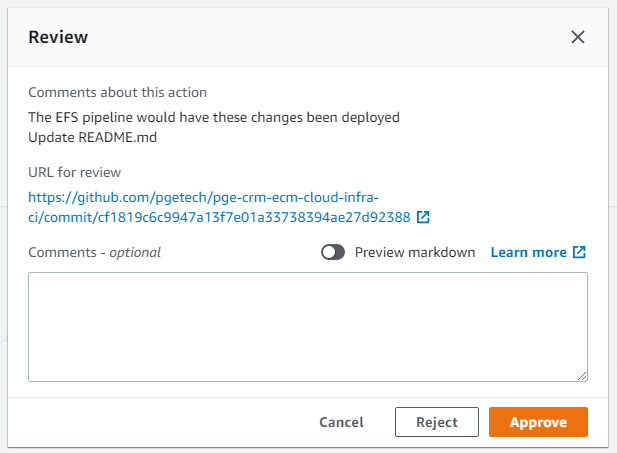 Review
Comments about this action
The EFS pipeline would have these changes been deployed
Update README.md
URL for review
https://github.com/pgetech/pge-crm-ecm-cloud-infra-
ci/commit/cf1819c6c9947a13f7e01a33738394ae27d92388
Comments - optional Preview markdown Learn more
Cancel Reject Approve